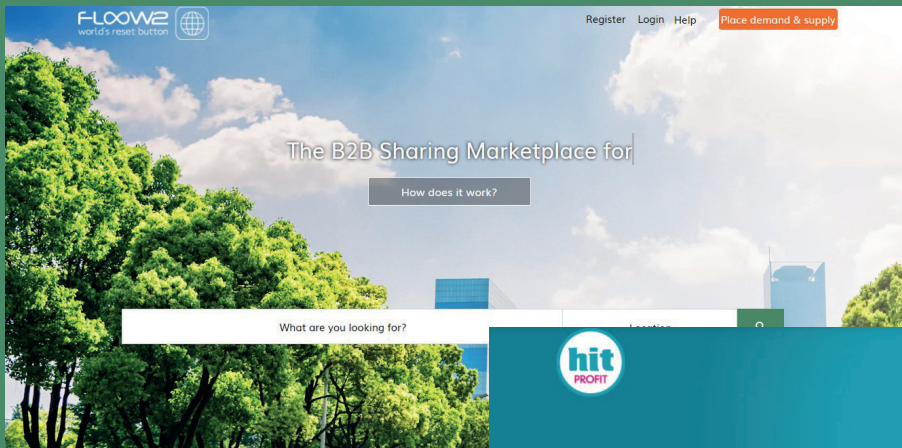 FLOOW2
world's reset button
Register Login Help Place demand & supply
The B2B Sharing Marketplace for
How does it work?
What are you looking for? Location
hit
PROFIT